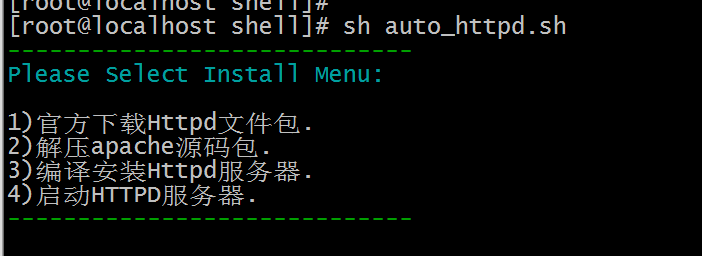 [root@localhost shell]#
[root@localhost shell]# sh auto_httpd.sh
------------------------------
Please Select Install Menu:
1)官方下载Httpd文件包.
2)解压apache源码包.
3)编译安装Httpd服务器.
4)启动HTTPD服务器.
------------------------------